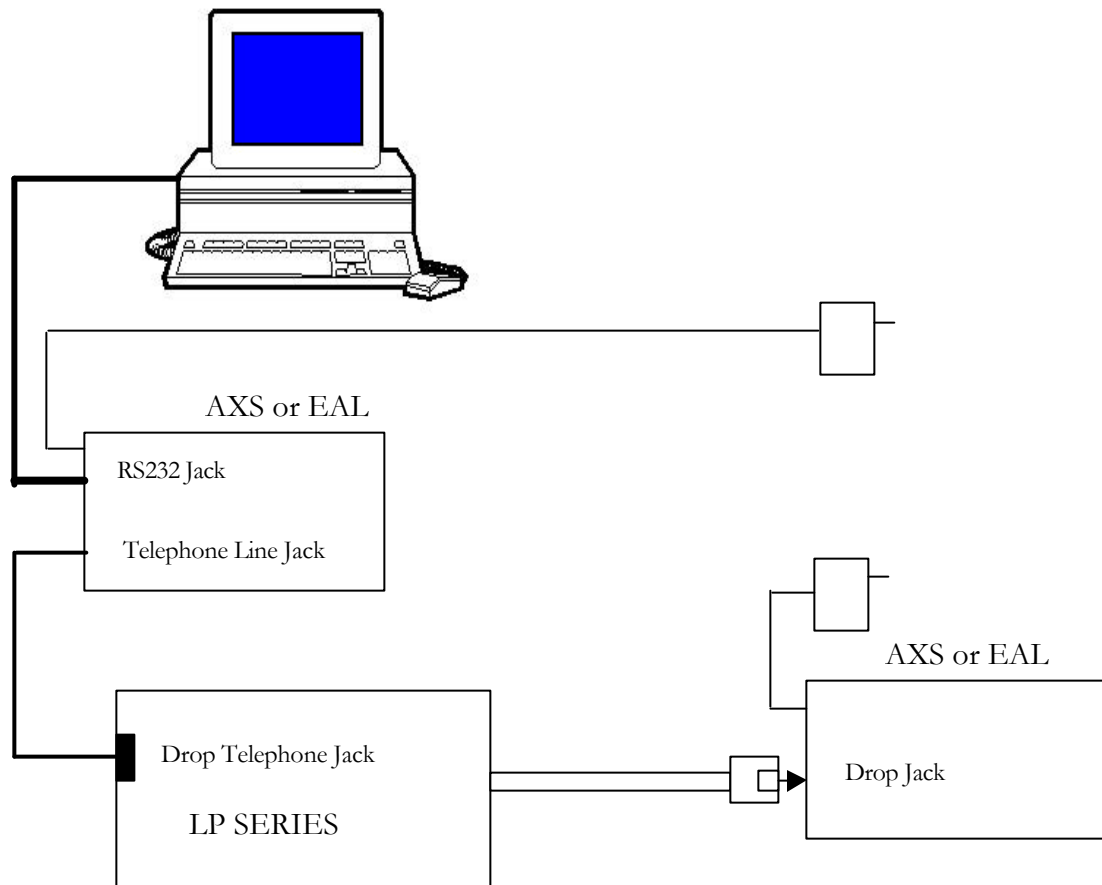 AXS or EAL
RS232 Jack
Telephone Line Jack
AXS or EAL
Drop Telephone Jack
Drop Jack
LP SERIES